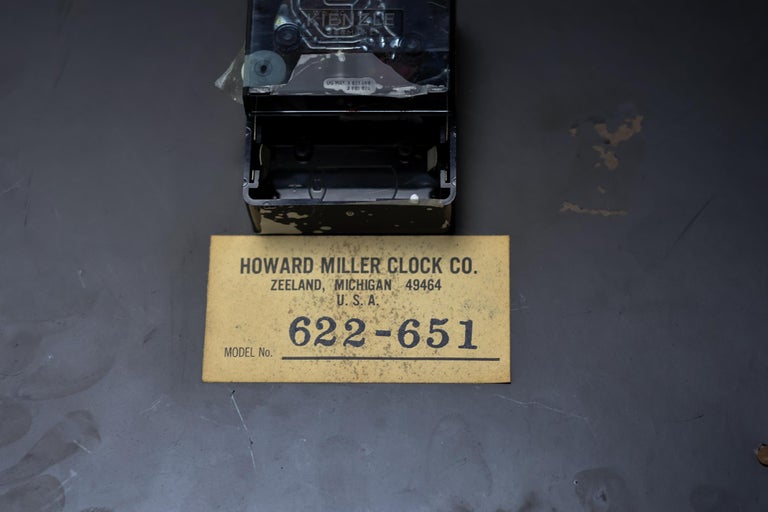 KIENZLE
HOWARD MILLER CLOCK CO.
ZEELAND, MICHIGAN 49464
U. S. A.
622-651
MODEL No.